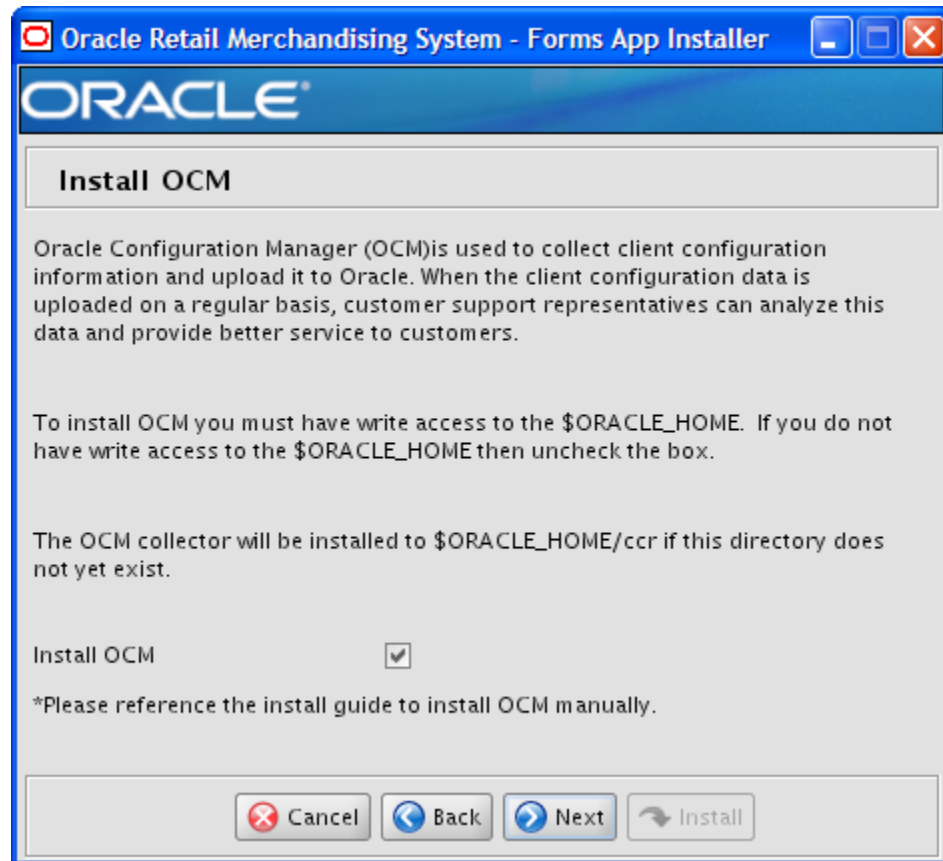 Oracle Retail Merchandising System - Forms App Installer
ORACLE
Install OCM
Oracle Configuration Manager (OCM)is used to collect client configuration
information and upload it to Oracle. When the client configuration data is
uploaded on a regular basis, customer support representatives can analyze this
data and provide better service to customers.
To install OCM you must have write access to the $ORACLE_HOME.  If you do not
have write access to the $ORACLE_HOME then uncheck the box.
The OCM collector will be installed to $ORACLE_HOME/ccr if this directory does
not yet exist.
Install OCM
*Please reference the install guide to install OCM manually.
Cancel Back Next Install